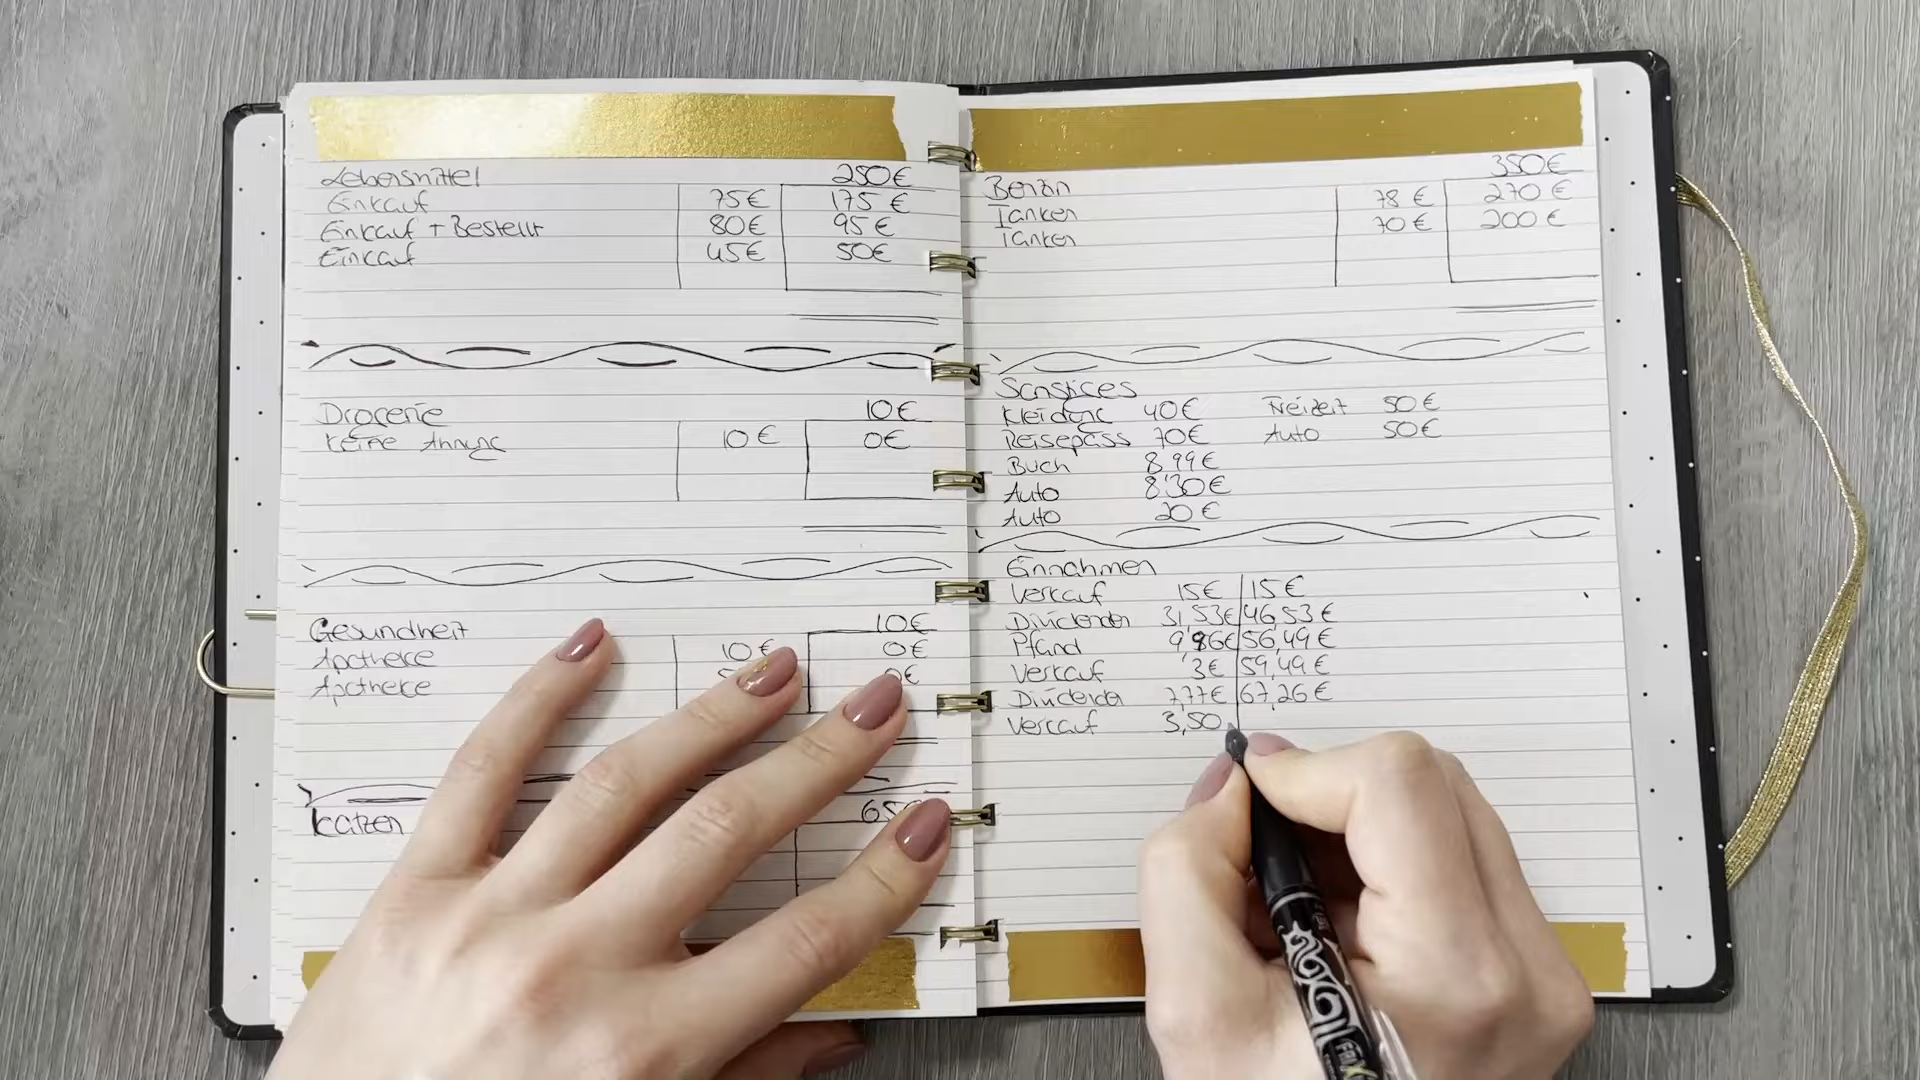 Lebensmittel 250€
Einkauf 75€ 175€
Einkauf + Bestellt 80€ 95€
Einkauf 45€ 50€
Drogerie 10€
Keine Ahnung 10€ 0€
Gesundheit 10€
Apotheke 10€ 0€
Apotheke 0€
Katzen
Benzin 350€
Tanken 78€ 270€
Tanken 70€ 200€
Sonstiges
Kleidung 40€ Freizeit 50€
Reisepass 70€ Auto 50€
Buch 8,99€
Auto 8,30€
Auto 20€
Einnahmen
Verkauf 15€ 15€
Dividenden 31,53€ 46,53€
Pfand 9,96€ 56,49€
Verkauf 3€ 59,49€
Dividenden 7,77€ 67,26€
Verkauf 3,50